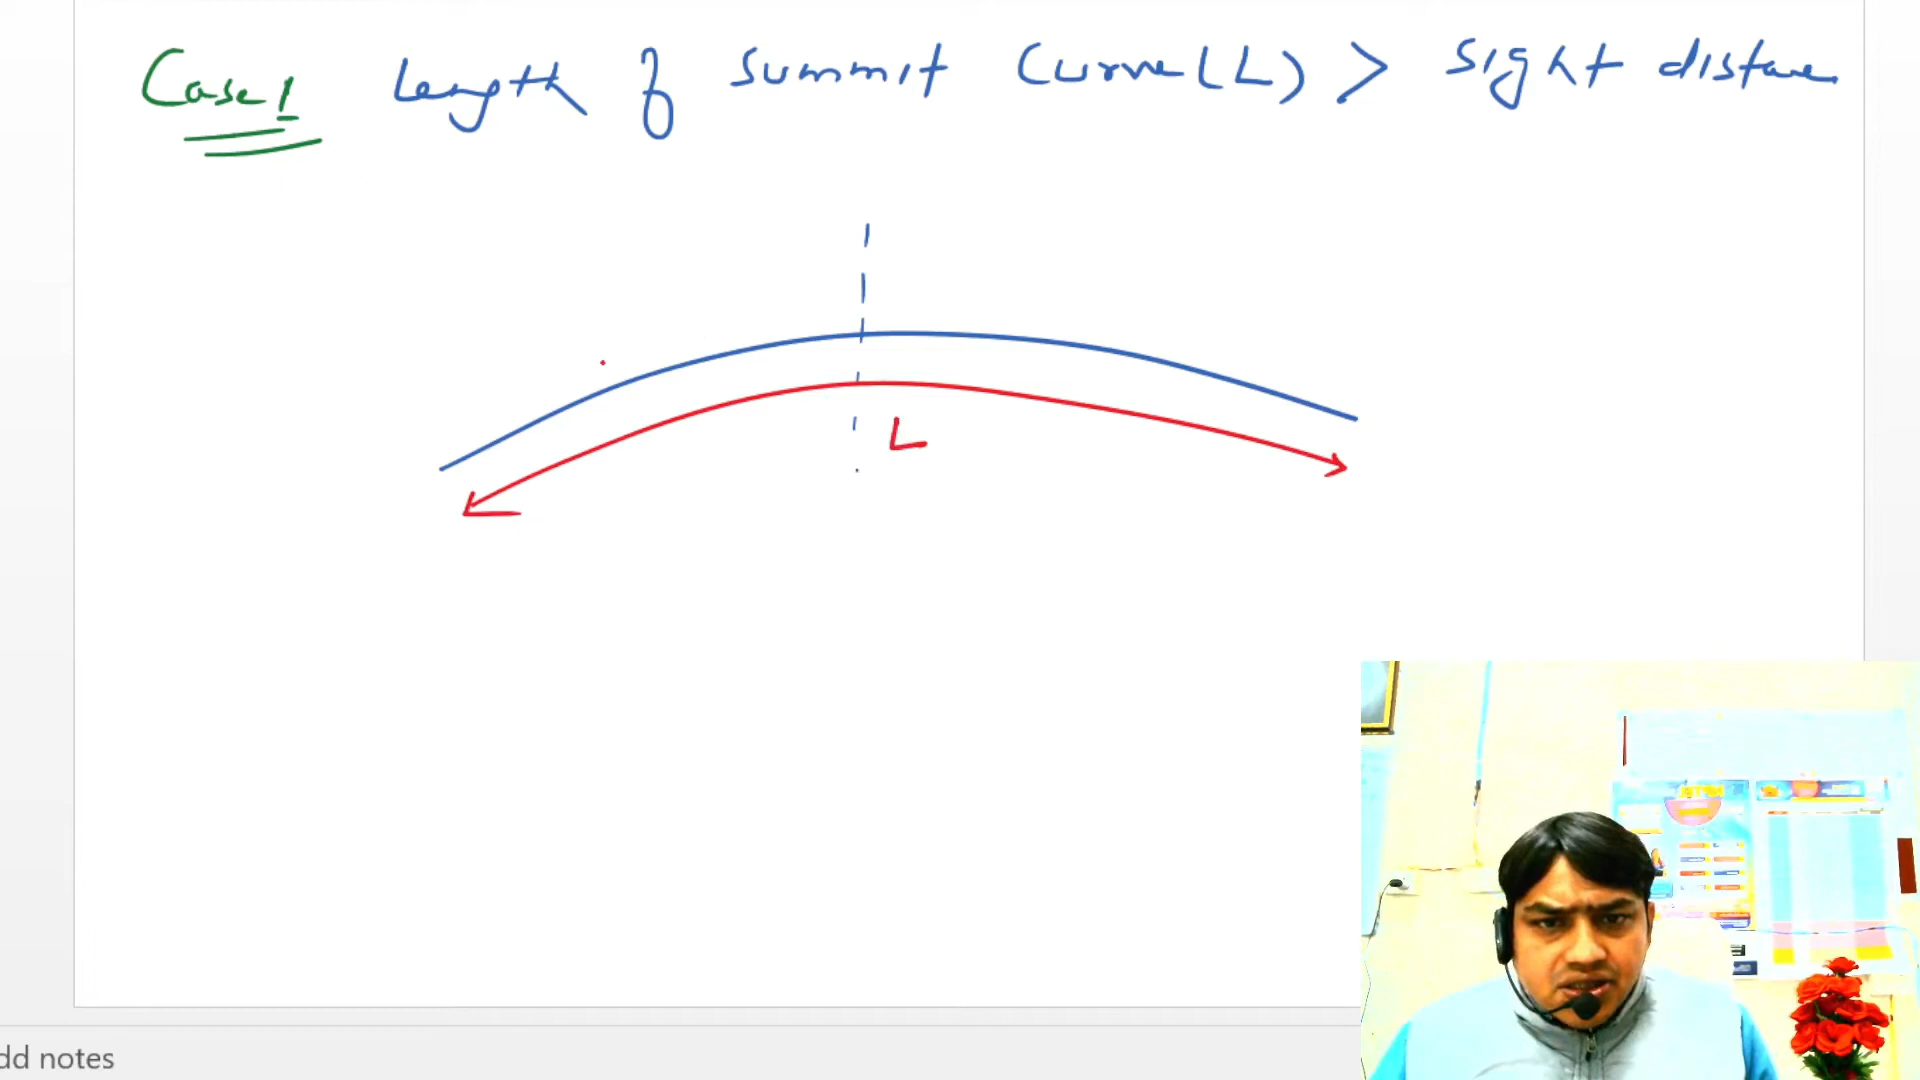 Case 1 Length of summit Curve (L) > Sight distance
L
dd notes